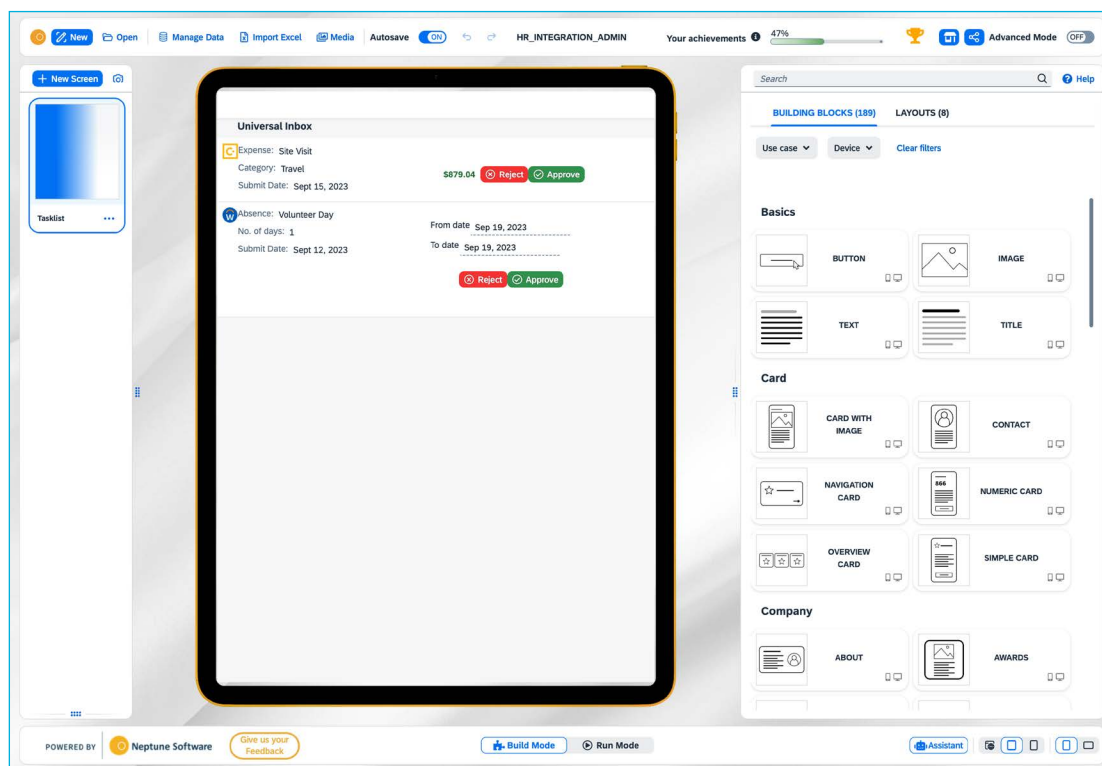 New Open Manage Data Import Excel Media Autosave ON HR_INTEGRATION_ADMIN Your achievements 47% Advanced Mode OFF
+ New Screen
Tasklist
Universal Inbox
Expense: Site Visit
Category: Travel
Submit Date: Sept 15, 2023
$879.04 Reject Approve
Absence: Volunteer Day
No. of days: 1
Submit Date: Sept 12, 2023
From date Sep 19, 2023
To date Sep 19, 2023
Reject Approve
Search Help
BUILDING BLOCKS (189) LAYOUTS (8)
Use case Device Clear filters
Basics
BUTTON IMAGE
TEXT TITLE
Card
CARD WITH
IMAGE
CONTACT
NAVIGATION
CARD
866
NUMERIC CARD
OVERVIEW
CARD
SIMPLE CARD
Company
ABOUT AWARDS
POWERED BY Neptune Software
Give us your
Feedback
Build Mode Run Mode
Assistant